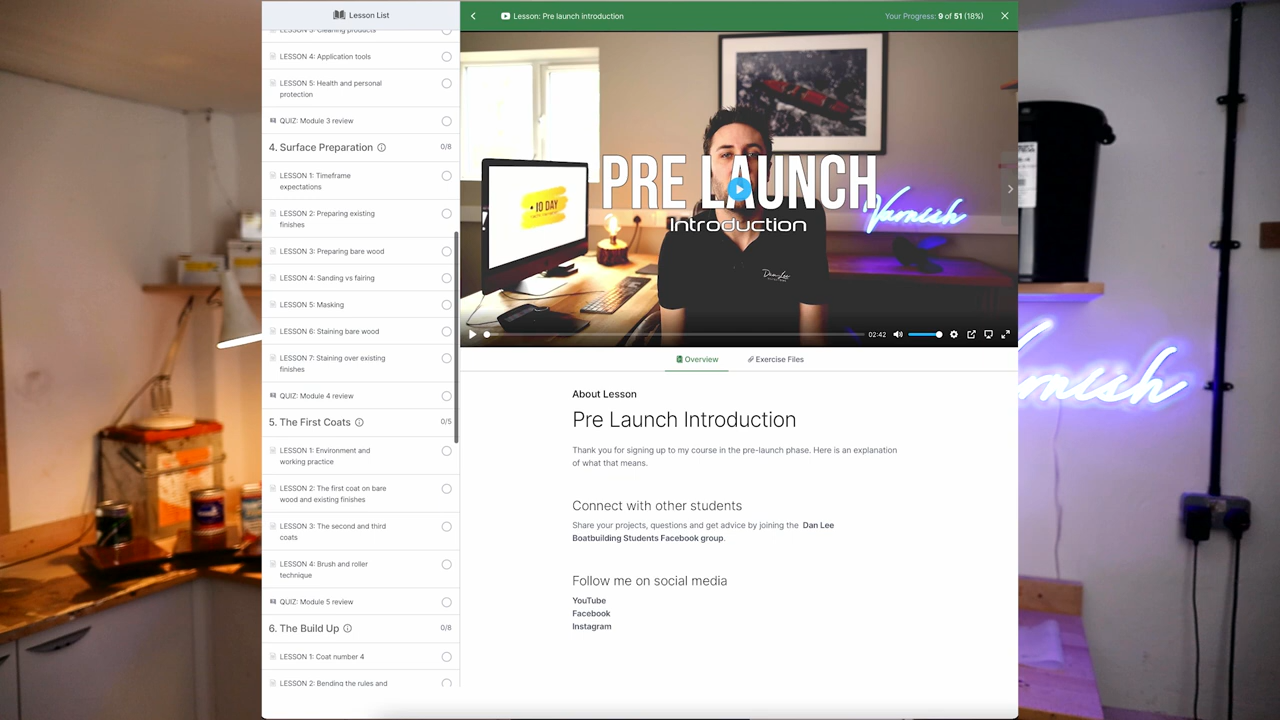 Lesson List
LESSON 3: Cleaning products
LESSON 4: Application tools
LESSON 5: Health and personal
protection
QUIZ: Module 3 review
4. Surface Preparation
0/8
LESSON 1: Timeframe
expectations
LESSON 2: Preparing existing
finishes
LESSON 3: Preparing bare wood
LESSON 4: Sanding vs fairing
LESSON 5: Masking
LESSON 6: Staining bare wood
LESSON 7: Staining over existing
finishes
QUIZ: Module 4 review
5. The First Coats
0/5
LESSON 1: Environment and
working practice
LESSON 2: The first coat on bare
wood and existing finishes
LESSON 3: The second and third
coats
LESSON 4: Brush and roller
technique
QUIZ: Module 5 review
6. The Build Up
0/8
LESSON 1: Coat number 4
LESSON 2: Bending the rules and
Lesson: Pre launch introduction
Your Progress: 9 of 51 (18%)
PRE LAUNCH
Introduction
10 DAY
Varnish
Dan Lee
02:42
Overview
Exercise Files
About Lesson
Pre Launch Introduction
Thank you for signing up to my course in the pre-launch phase. Here is an explanation
of what that means.
Connect with other students
Share your projects, questions and get advice by joining the Dan Lee
Boatbuilding Students Facebook group.
Follow me on social media
YouTube
Facebook
Instagram